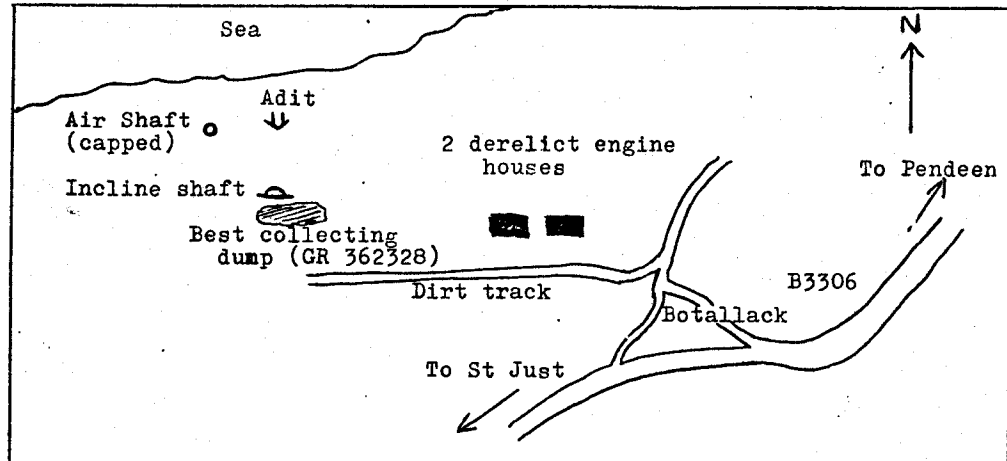 Sea
N
Adit
Air Shaft
(capped)
2 derelict engine
houses
To Pendeen
Incline shaft
Best collecting
dump (GR 362328)
B3306
Dirt track
Botallack
To St Just